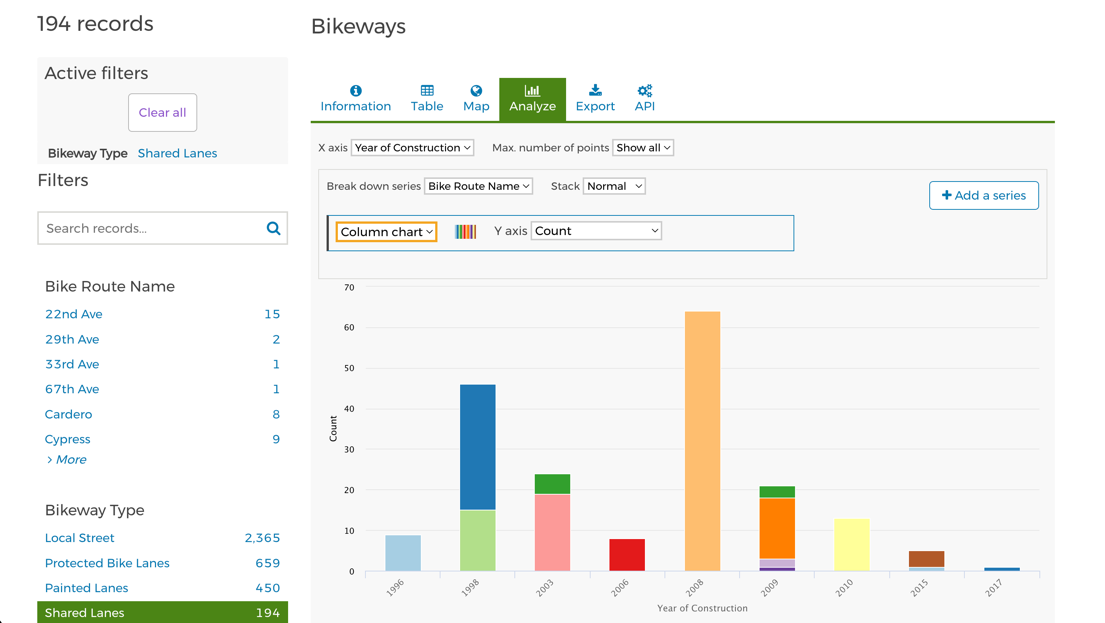 194 records
Active filters
Clear all
Bikeway Type Shared Lanes
Filters
Search records...
Bike Route Name
22nd Ave 15
29th Ave 2
33rd Ave 1
67th Ave 1
Cardero 8
Cypress 9
> More
Bikeway Type
Local Street 2,365
Protected Bike Lanes 659
Painted Lanes 450
Shared Lanes 194
Bikeways
Information Table Map Analyze Export API
X axis Year of Construction Max. number of points Show all
Break down series Bike Route Name Stack Normal
+ Add a series
Column chart Y axis Count
70
60
50
40
30
20
10
0
Count
1996 1998 2003 2006 2008 2009 2010 2015 2017
Year of Construction